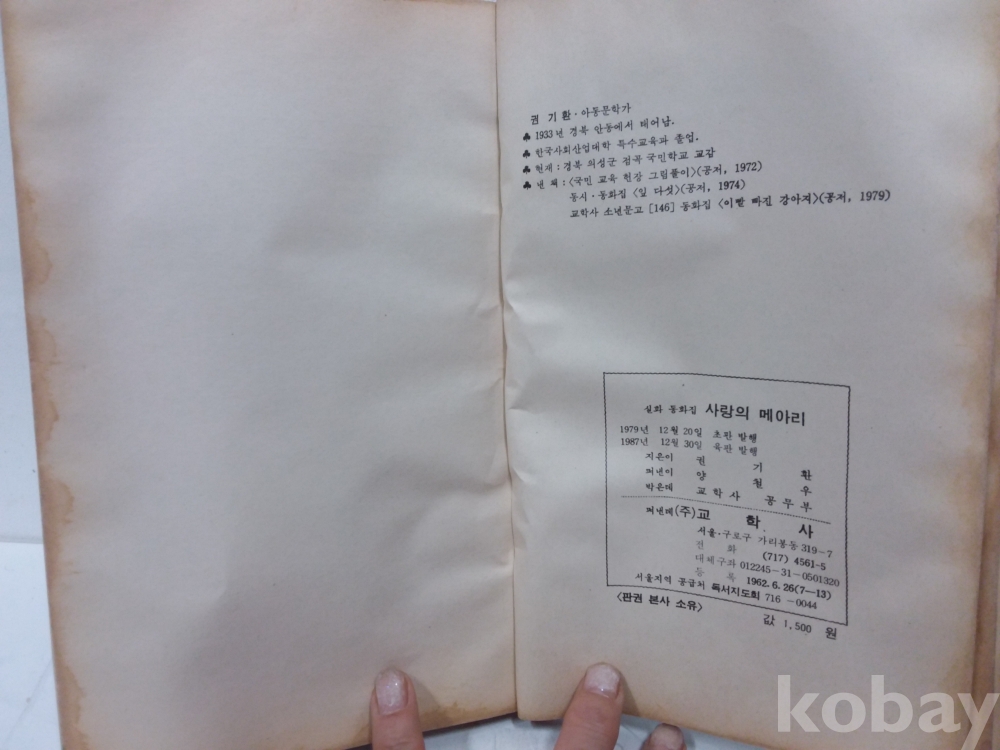 권 기 환 · 아동문학가
♣ 1933년 경북 안동에서 태어남.
♣ 한국사회산업대학 특수교육과 졸업.
♣ 현재 : 경북 의성군 점곡 국민학교 교감
♣ 낸 책 : 〈국민 교육 헌장 그림풀이〉(공저, 1972)
동시 · 동화집 〈잎 다섯〉(공저, 1974)
교학사 소년문고 [146] 동화집 〈이빨 빠진 강아지〉(공저, 1979)
실화 동화집 사랑의 메아리
1979년 12월 20일 초판 발행
1987년 12월 30일 육판 발행
지은이 권 기 환
펴낸이 양 철 우
박은데 교학사 공무부
펴낸데 (주)교 학 사
서울·구로구 가리봉동 319-7
전 화 (717) 4561-5
대체구좌 012245-31-0501320
등 록 1962.6.26(7-13)
서울지역 공급처 독서지도회 716-0044
〈판권 본사 소유〉
값 1,500 원
kobay